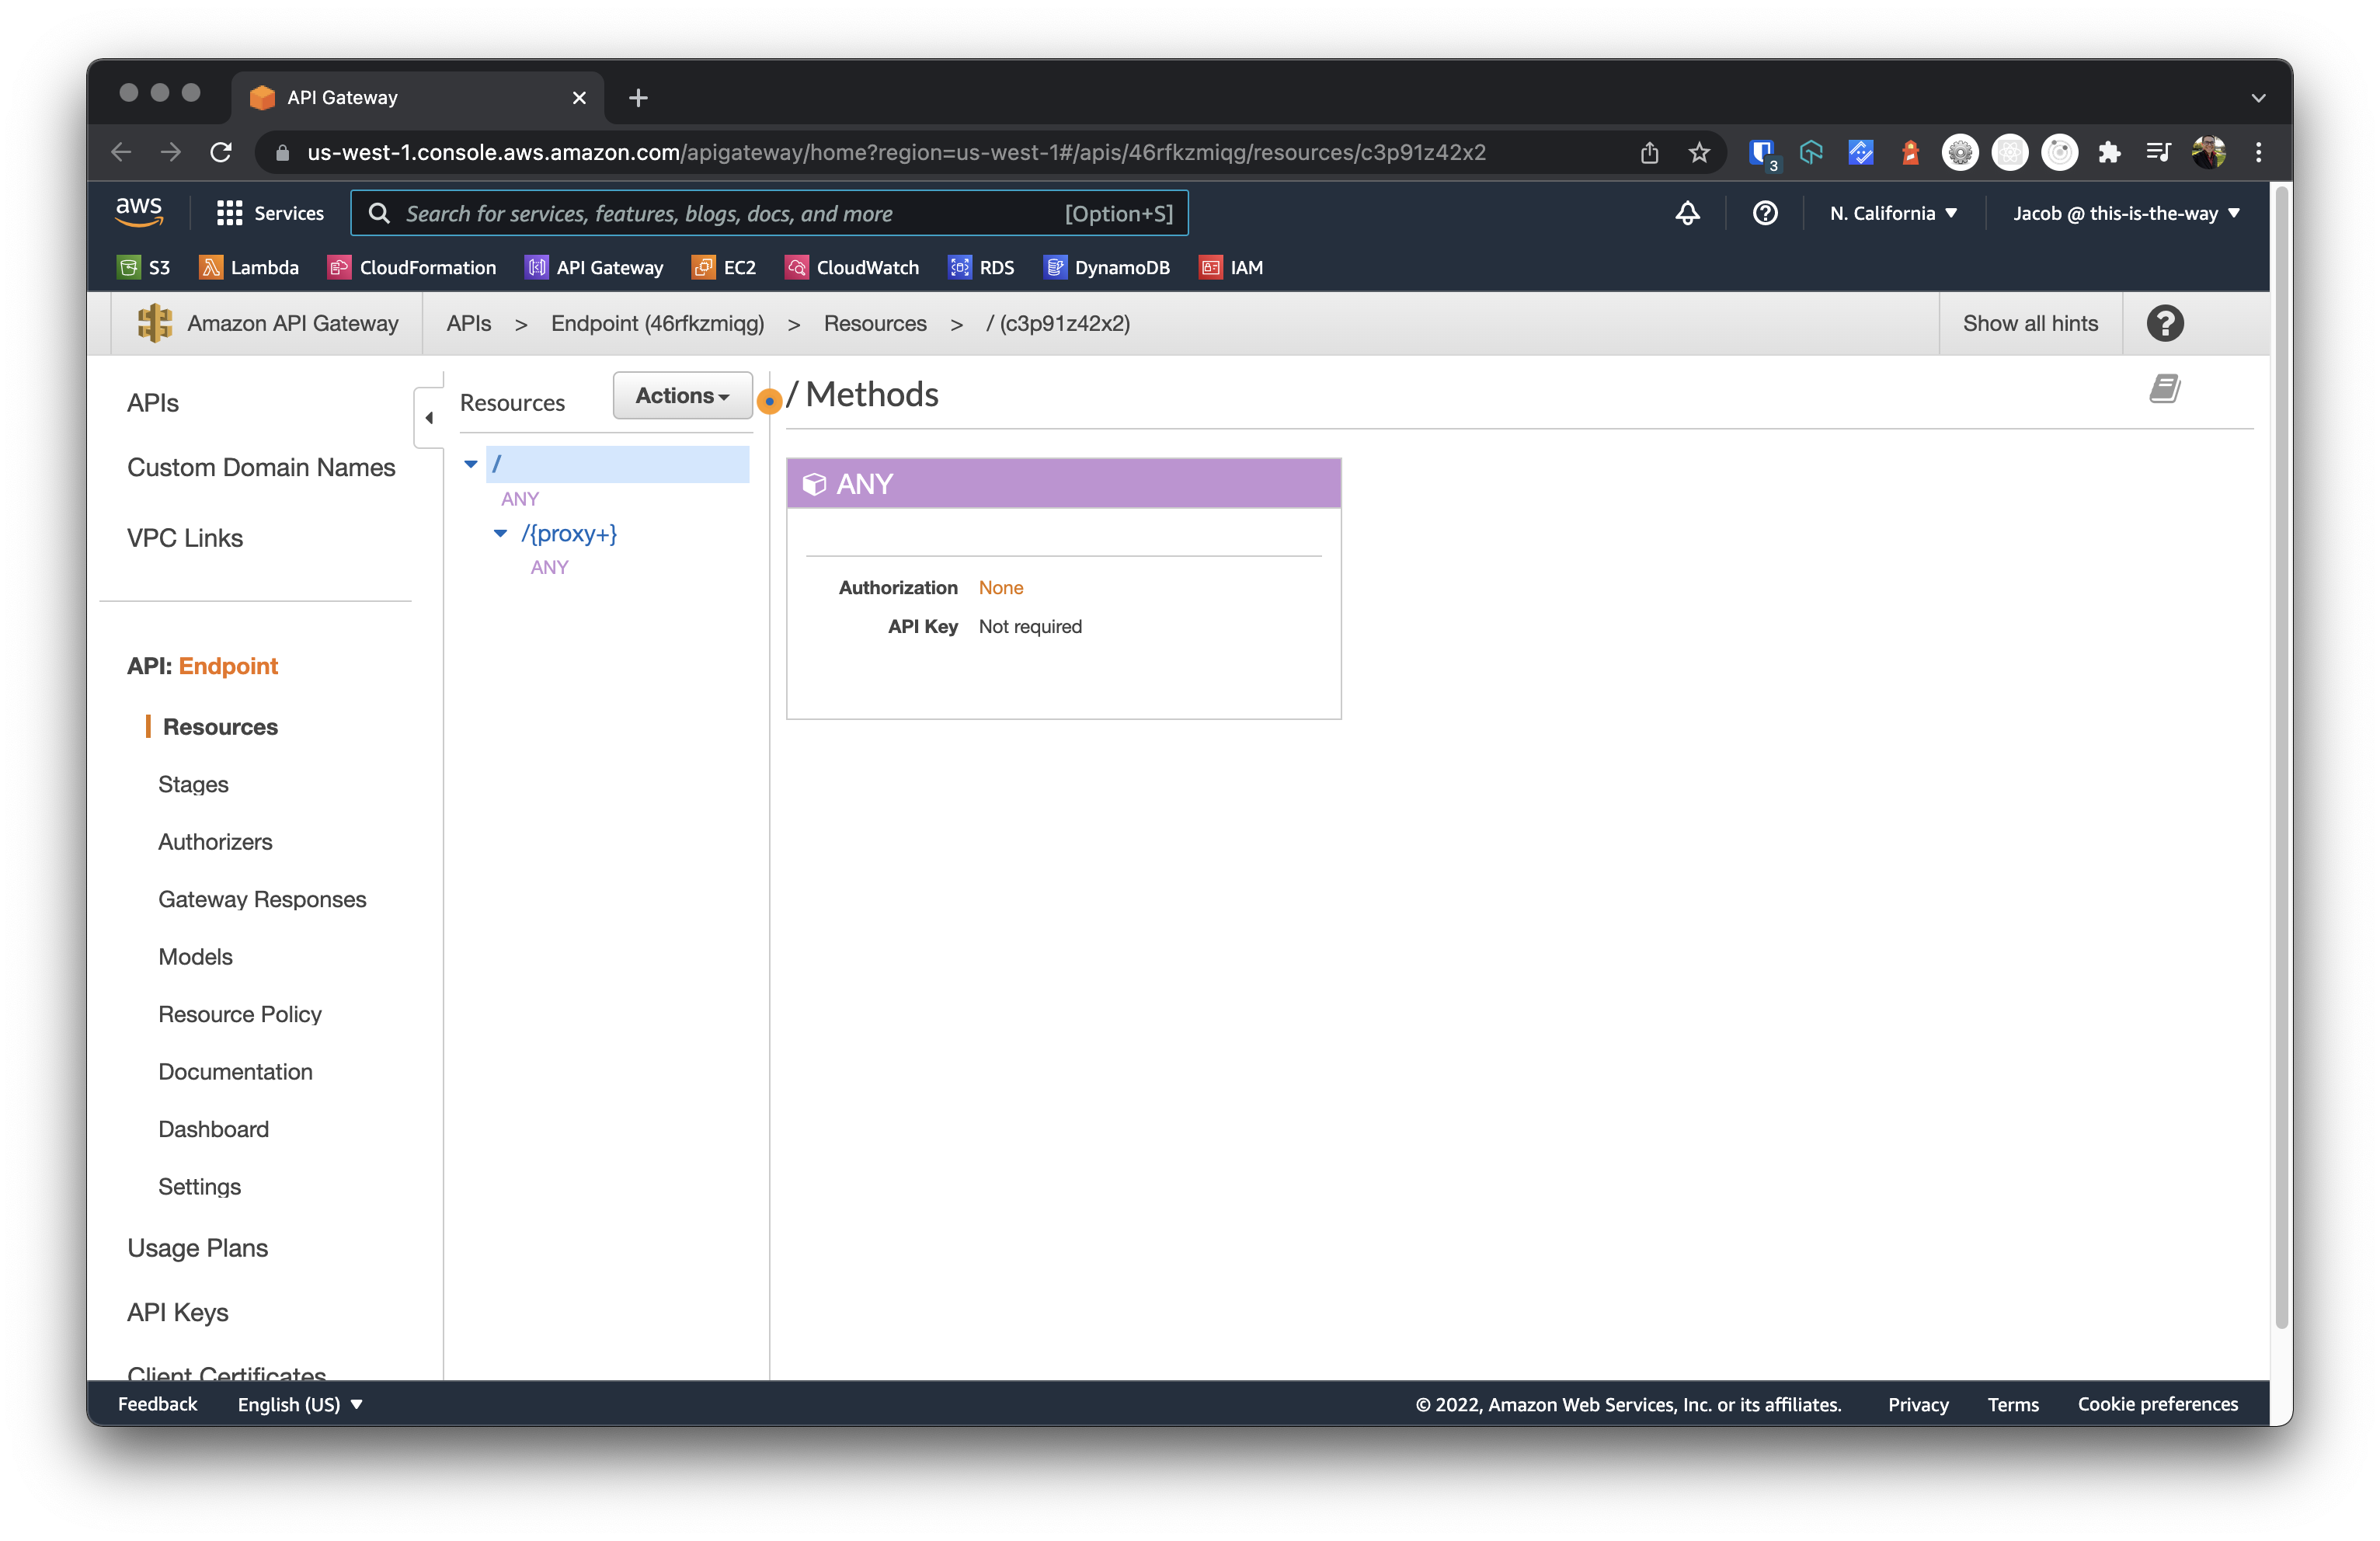 API Gateway
us-west-1.console.aws.amazon.com/apigateway/home?region=us-west-1#/apis/46rfkzmiqg/resources/c3p91z42x2
3
aws
Services
Search for services, features, blogs, docs, and more
[Option+S]
N. California
Jacob @ this-is-the-way
S3
Lambda
CloudFormation
API Gateway
EC2
CloudWatch
RDS
DynamoDB
IAM
Amazon API Gateway
APIs > Endpoint (46rfkzmiqg) > Resources > / (c3p91z42x2)
Show all hints
APIs
Custom Domain Names
VPC Links
API: Endpoint
Resources
Stages
Authorizers
Gateway Responses
Models
Resource Policy
Documentation
Dashboard
Settings
Usage Plans
API Keys
Client Certificates
Resources
Actions
/
ANY
/{proxy+}
ANY
/ Methods
ANY
Authorization None
API Key Not required
Feedback
English (US)
© 2022, Amazon Web Services, Inc. or its affiliates.
Privacy
Terms
Cookie preferences